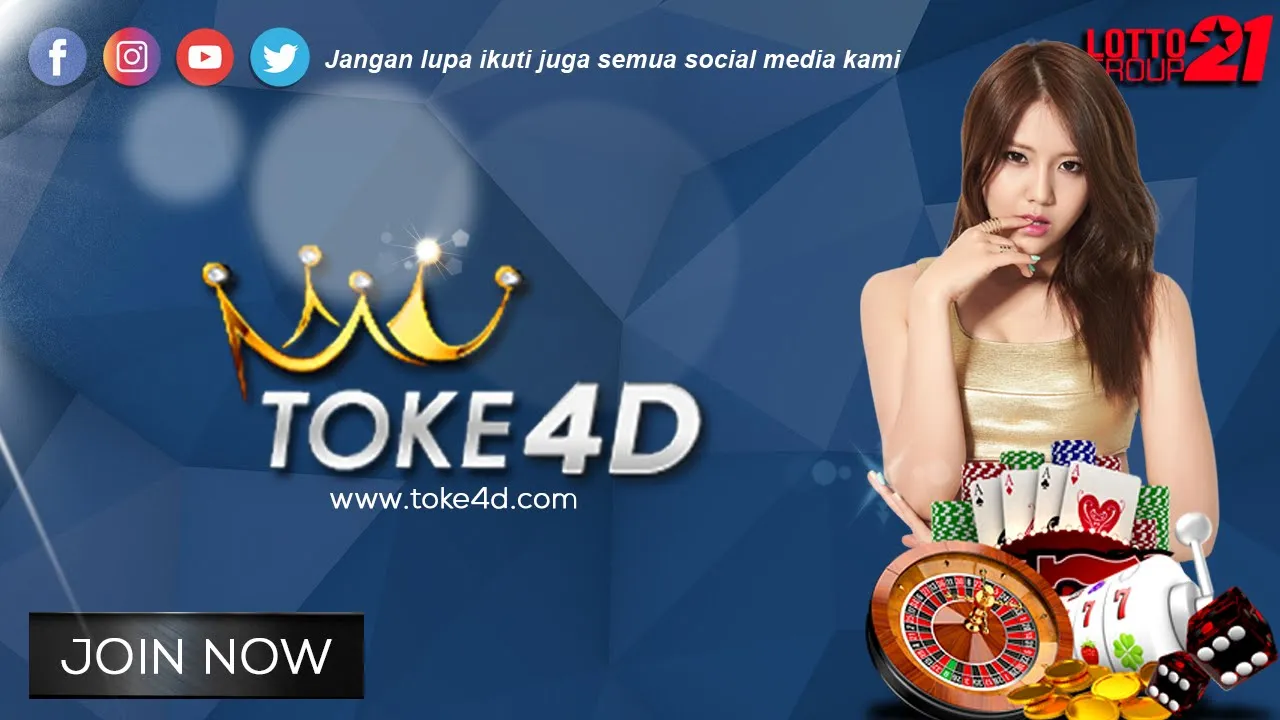 Jangan lupa ikuti juga semua social media kami
LOTTO GROUP 21
TOKE4D
www.toke4d.com
JOIN NOW